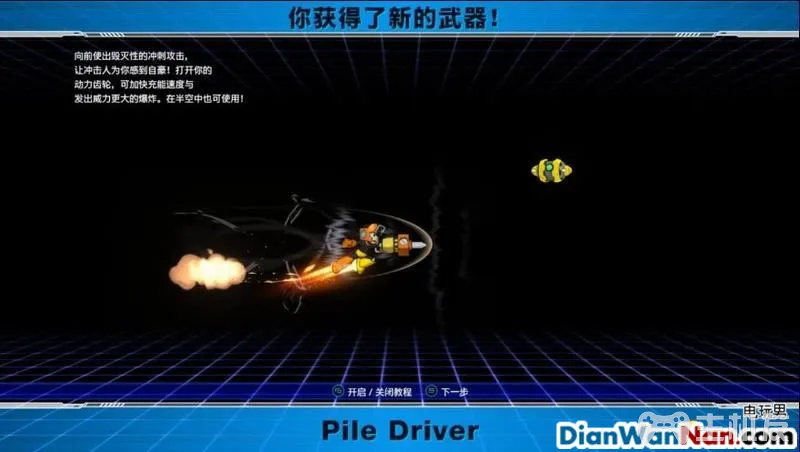 你获得了新的武器！
向前使出毁灭性的冲刺攻击，
让冲击人为你感到自豪！打开你的
动力齿轮，可加快充能速度与
发出威力更大的爆炸。在半空中也可使用！
开启 / 关闭教程 下一步
电玩男
Pile Driver
DianWanNan.com